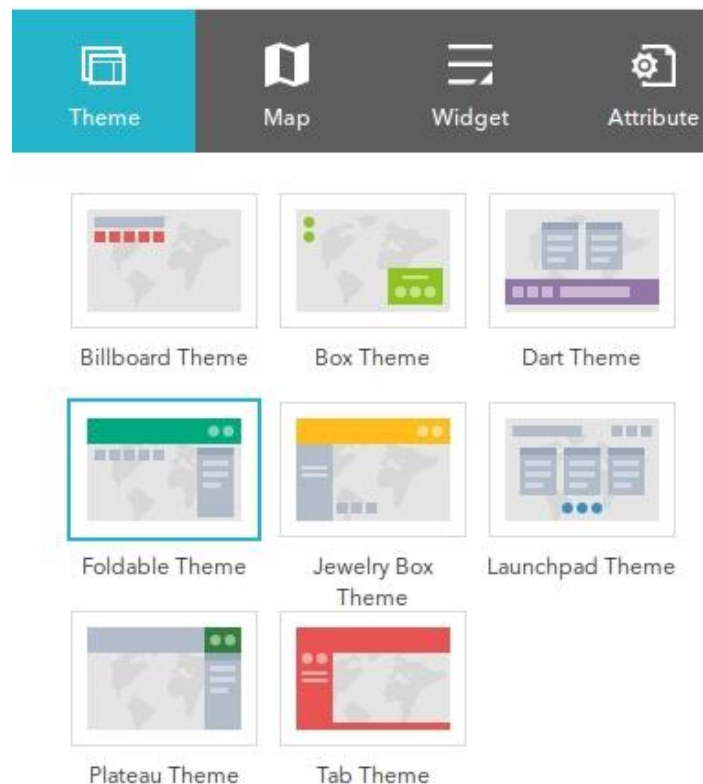 Theme
Map
Widget
Attribute
Billboard Theme
Box Theme
Dart Theme
Foldable Theme
Jewelry Box
Theme
Launchpad Theme
Plateau Theme
Tab Theme